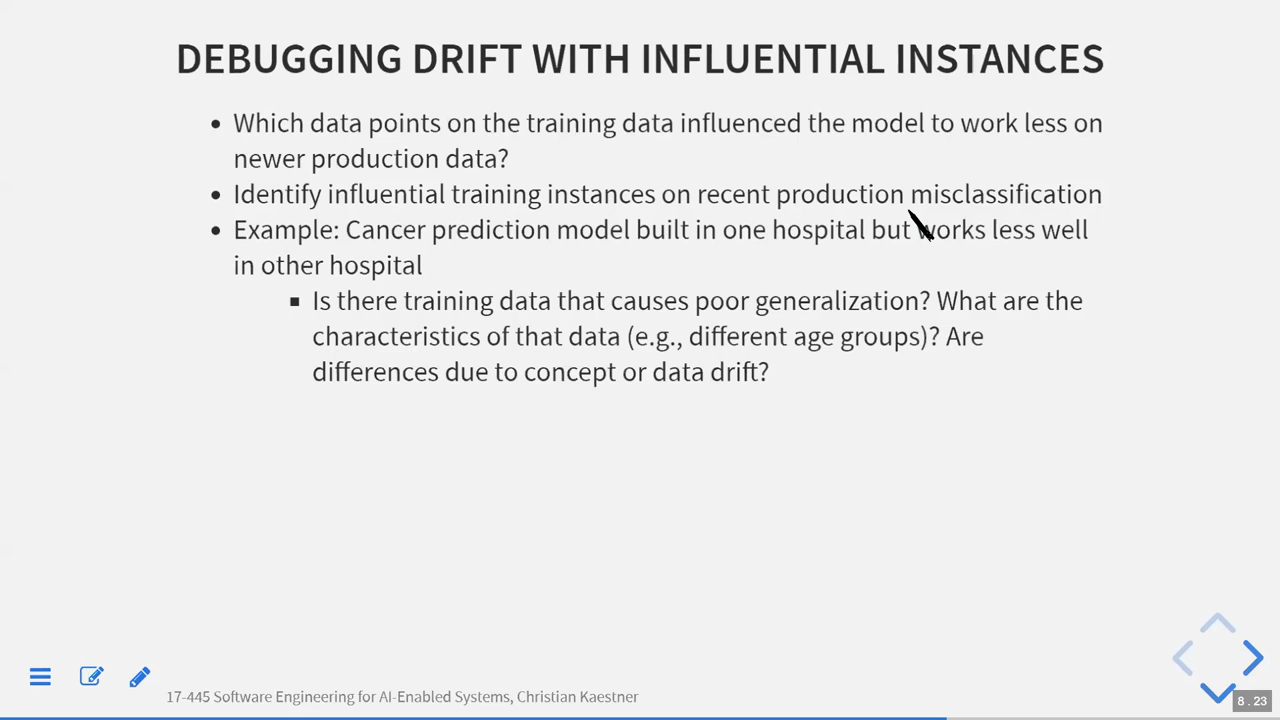 DEBUGGING DRIFT WITH INFLUENTIAL INSTANCES
Which data points on the training data influenced the model to work less on
newer production data?
Identify influential training instances on recent production misclassification
Example: Cancer prediction model built in one hospital but works less well
in other hospital
Is there training data that causes poor generalization? What are the
characteristics of that data (e.g., different age groups)? Are
differences due to concept or data drift?
17-445 Software Engineering for AI-Enabled Systems, Christian Kaestner
8 . 23